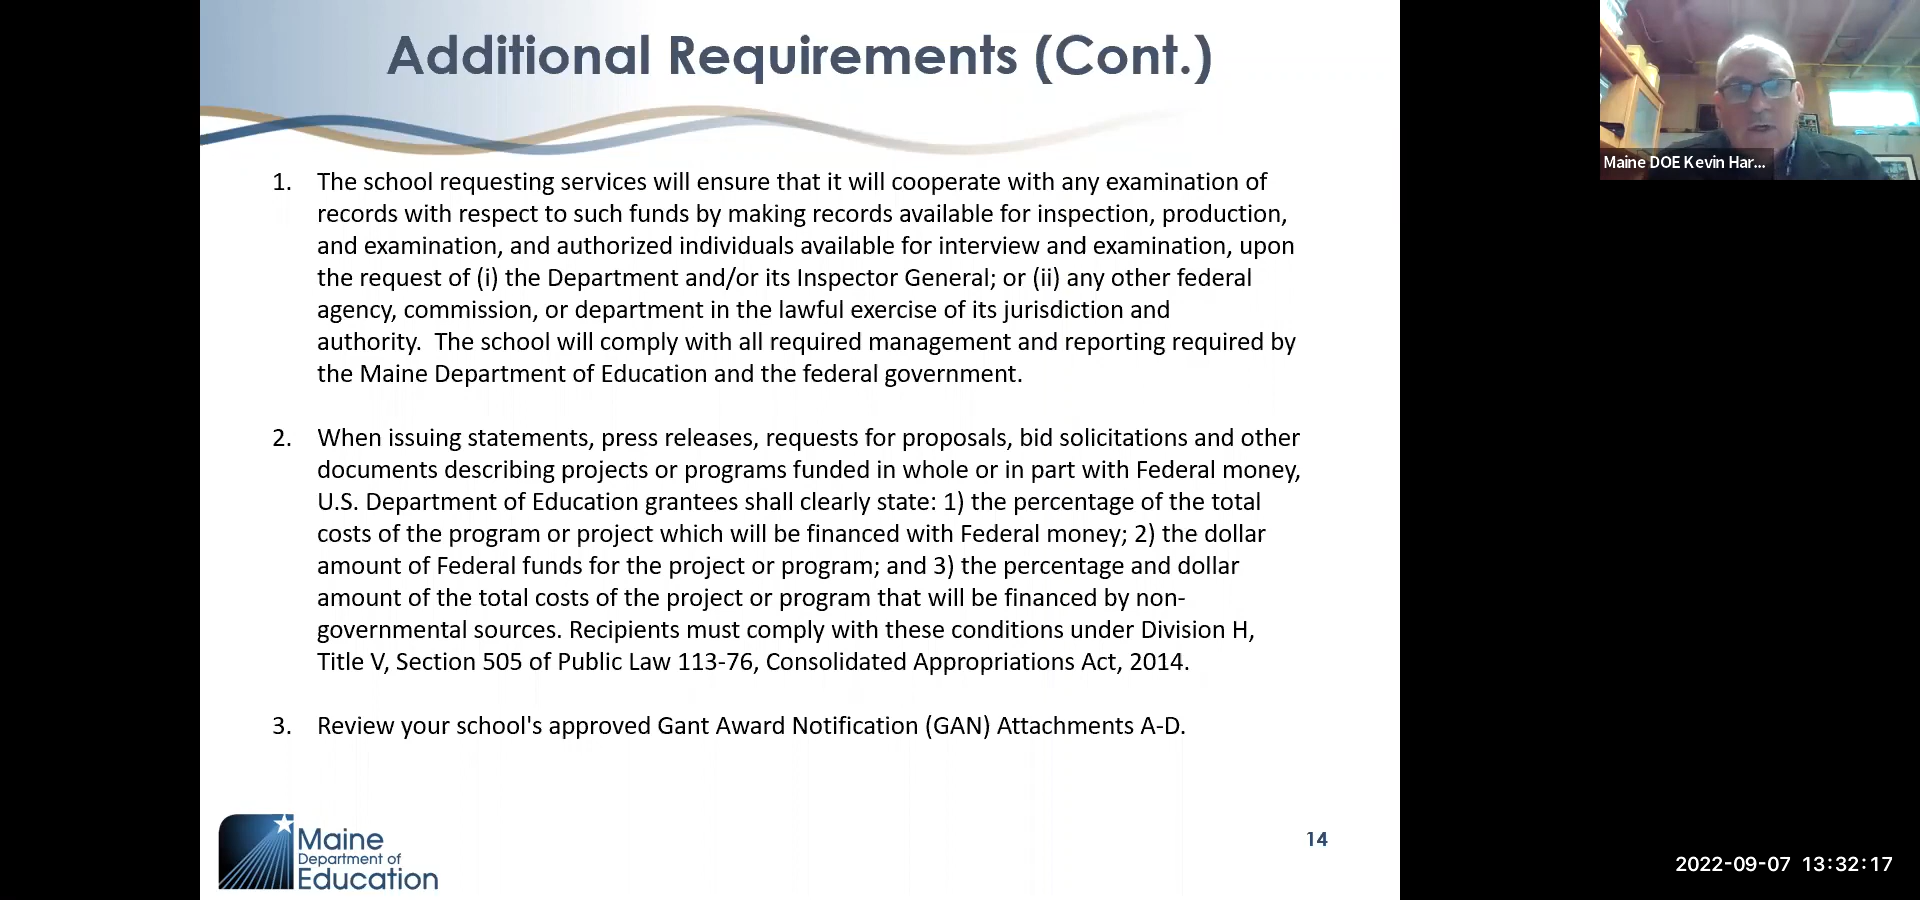 Additional Requirements (Cont.)
Maine DOE Kevin Har...
1. The school requesting services will ensure that it will cooperate with any examination of
records with respect to such funds by making records available for inspection, production,
and examination, and authorized individuals available for interview and examination, upon
the request of (i) the Department and/or its Inspector General; or (ii) any other federal
agency, commission, or department in the lawful exercise of its jurisdiction and
authority.  The school will comply with all required management and reporting required by
the Maine Department of Education and the federal government.
2. When issuing statements, press releases, requests for proposals, bid solicitations and other
documents describing projects or programs funded in whole or in part with Federal money,
U.S. Department of Education grantees shall clearly state: 1) the percentage of the total
costs of the program or project which will be financed with Federal money; 2) the dollar
amount of Federal funds for the project or program; and 3) the percentage and dollar
amount of the total costs of the project or program that will be financed by non-
governmental sources. Recipients must comply with these conditions under Division H,
Title V, Section 505 of Public Law 113-76, Consolidated Appropriations Act, 2014.
3. Review your school's approved Gant Award Notification (GAN) Attachments A-D.
Maine
Department of
Education
14
2022-09-07 13:32:17